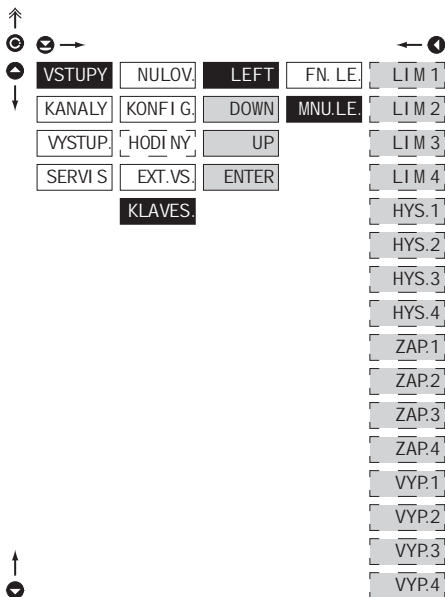 VSTUPY NULOV. LEFT FN. LE. LIM 1
KANALY KONFIG. DOWN MNU.LE. LIM 2
VYSTUP. HODINY UP LIM 3
SERVIS EXT.VS. ENTER LIM 4
KLAVES. HYS.1
HYS.2
HYS.3
HYS.4
ZAP.1
ZAP.2
ZAP.3
ZAP.4
VYP.1
VYP.2
VYP.3
VYP.4